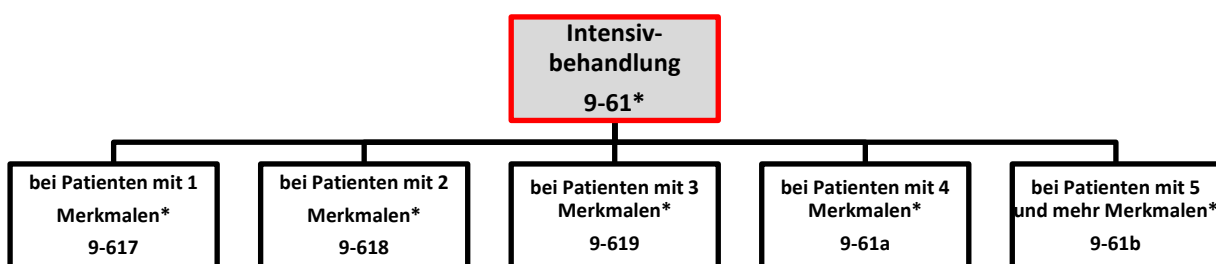 Intensiv-
behandlung
9-61*
bei Patienten mit 1
Merkmalen*
9-617
bei Patienten mit 2
Merkmalen*
9-618
bei Patienten mit 3
Merkmalen*
9-619
bei Patienten mit 4
Merkmalen*
9-61a
bei Patienten mit 5
und mehr Merkmalen*
9-61b